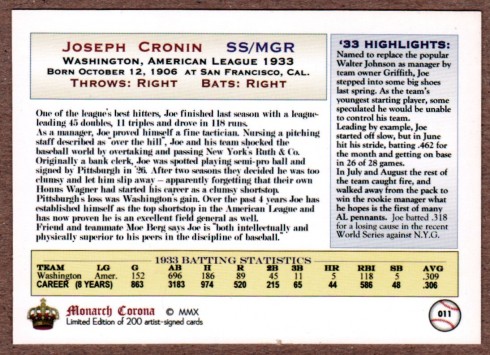 JOSEPH CRONIN SS/MGR
WASHINGTON, AMERICAN LEAGUE 1933
BORN OCTOBER 12, 1906 AT SAN FRANCISCO, CAL.
THROWS: RIGHT BATS: RIGHT
One of the league's best hitters, Joe finished last season with a league-
leading 45 doubles, 11 triples and drove in 118 runs.
As a manager, Joe proved himself a fine tactician. Nursing a pitching
staff described as "over the hill", Joe and his team shocked the
baseball world by overtaking and passing New York's Ruth & Co.
Originally a bank clerk, Joe was spotted playing semi-pro ball and
signed by Pittsburgh in '26. After two seasons they decided he was too
clumsy and let him slip away – apparently forgetting that their own
Honus Wagner had started his career as a clumsy shortstop.
Pittsburgh's loss was Washington's gain. Over the past 4 years Joe has
established himself as the top shortstop in the American League and
has now proven he is an excellent field general as well.
Friend and teammate Moe Berg says Joe is "both intellectually and
physically superior to his peers in the discipline of baseball."
'33 HIGHLIGHTS:
Named to replace the popular
Walter Johnson as manager by
team owner Griffith, Joe
stepped into some big shoes
last spring. As the team's
youngest starting player, some
speculated he would be unable
to control his team.
Leading by example, Joe
started off slow, but in June
hit his stride, batting .462 for
the month and getting on base
in 26 of 28 games.
In July and August the rest of
the team caught fire, and
walked away from the pack to
win the rookie manager what
he hopes is the first of many
AL pennants. Joe batted .318
for a losing cause in the recent
World Series against N.Y.G.
1933 BATTING STATISTICS
TEAM LG G. AB H R 2B 3B HR RBI SB AVG
Washington Amer. 152 696 186 89 45 11 5 118 5 .309
CAREER (8 YEARS) 863 3183 974 520 215 65 44 586 48 .306
Monarch Corona © MMX
Limited Edition of 200 artist-signed cards
011